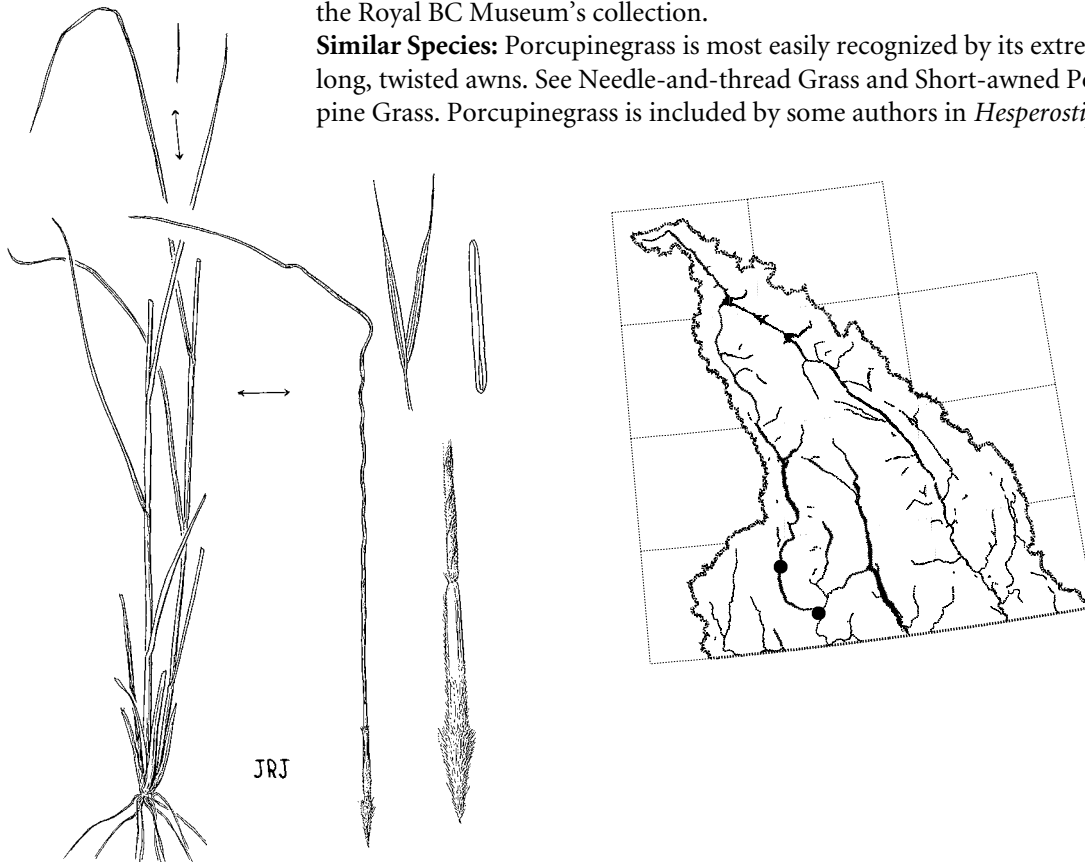 the Royal BC Museum’s collection.
Similar Species: Porcupinegrass is most easily recognized by its
long, twisted awns. See Needle-and-thread Grass and Short-awned
pine Grass. Porcupinegrass is included by some authors in
JRJ